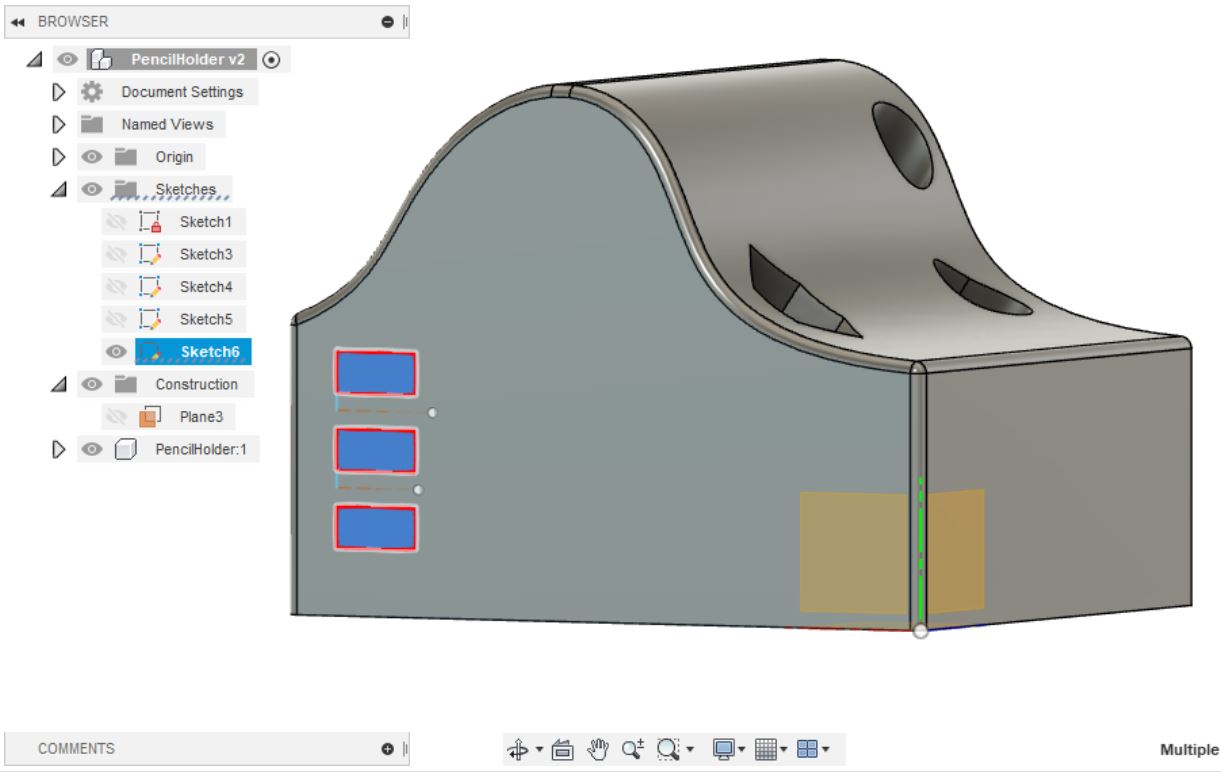 BROWSER
PencilHolder v2
Document Settings
Named Views
Origin
Sketches
Sketch1
Sketch3
Sketch4
Sketch5
Sketch6
Construction
Plane3
PencilHolder:1
COMMENTS
Multiple